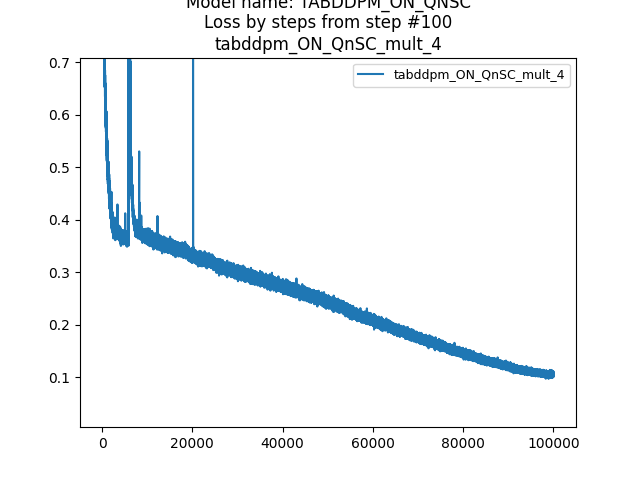 Model name: TABDDPM_ON_QNSC
Loss by steps from step #100
tabddpm_ON_QnSC_mult_4
tabddpm_ON_QnSC_mult_4
0.7
0.6
0.5
0.4
0.3
0.2
0.1
0 20000 40000 60000 80000 100000